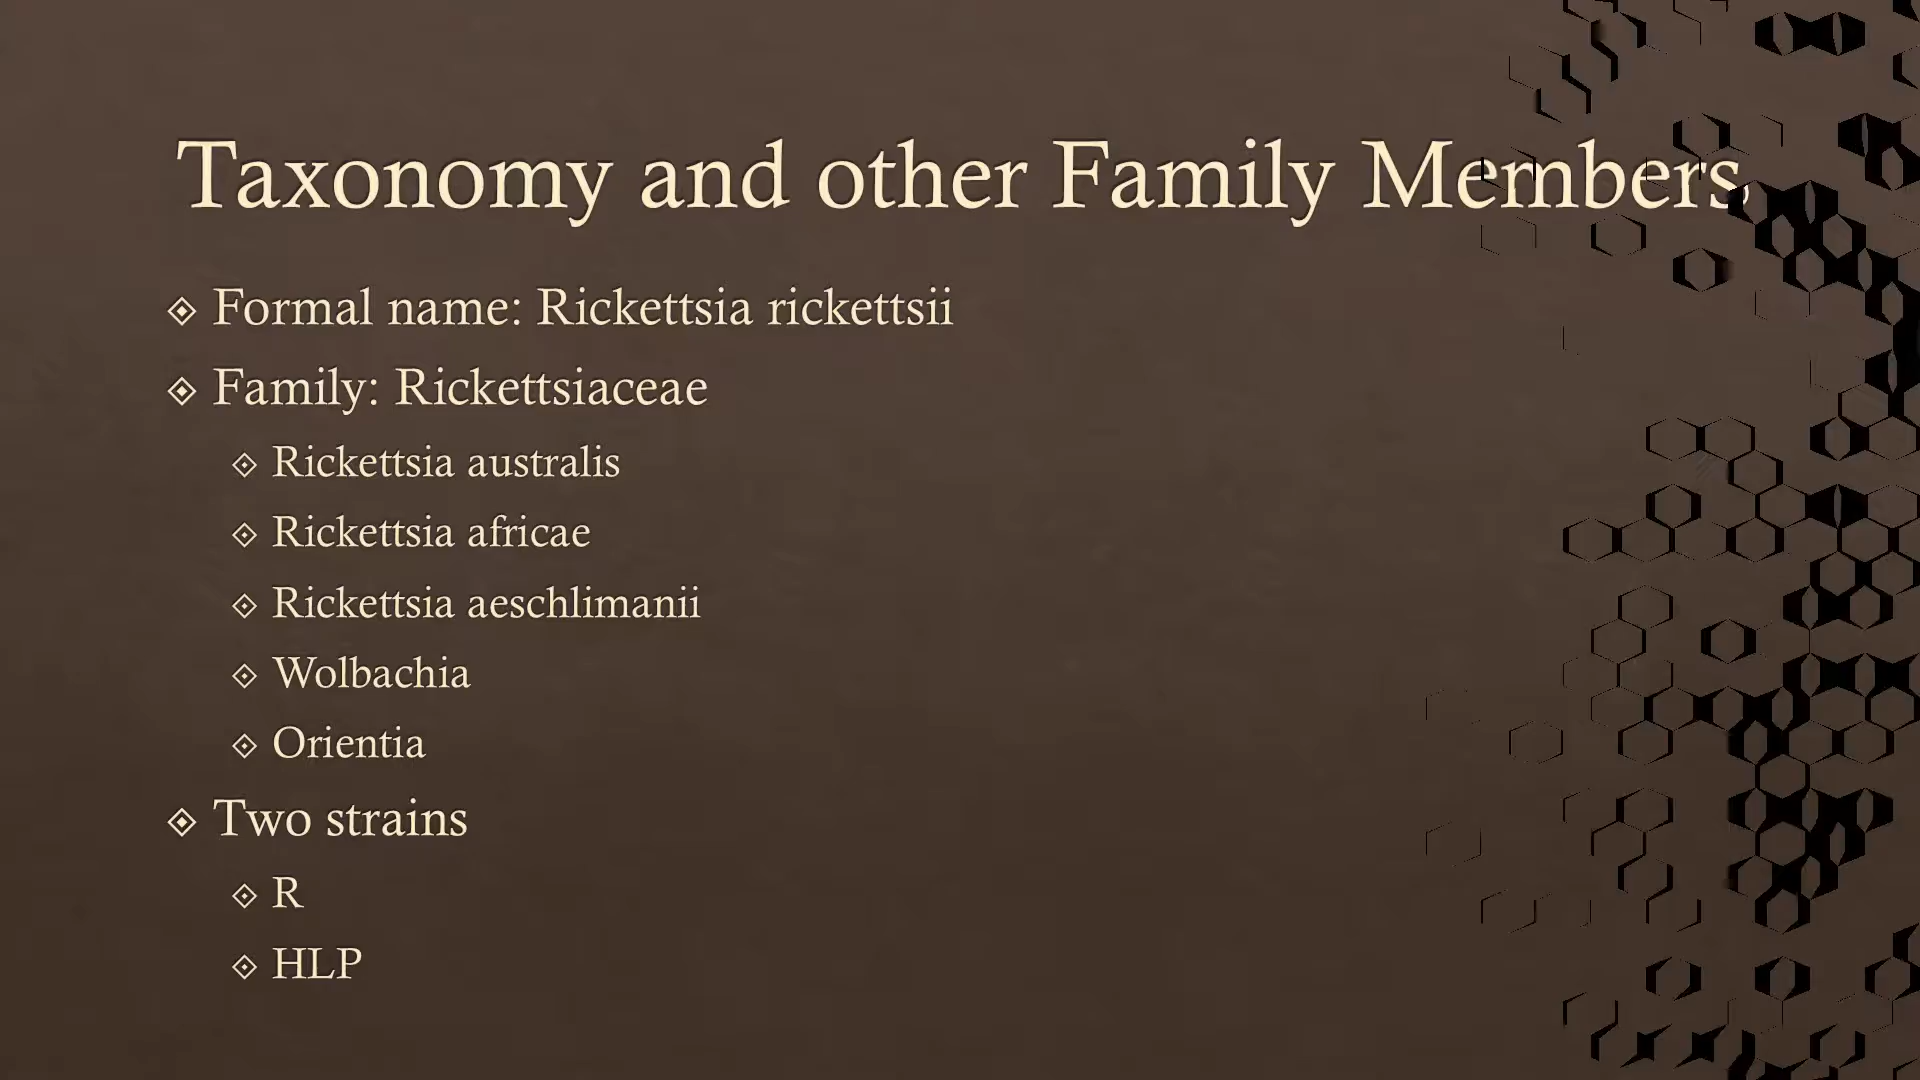 Taxonomy and other Family Members
Formal name: Rickettsia rickettsii
Family: Rickettsiaceae
Rickettsia australis
Rickettsia africae
Rickettsia aeschlimanii
Wolbachia
Orientia
Two strains
R
HLP